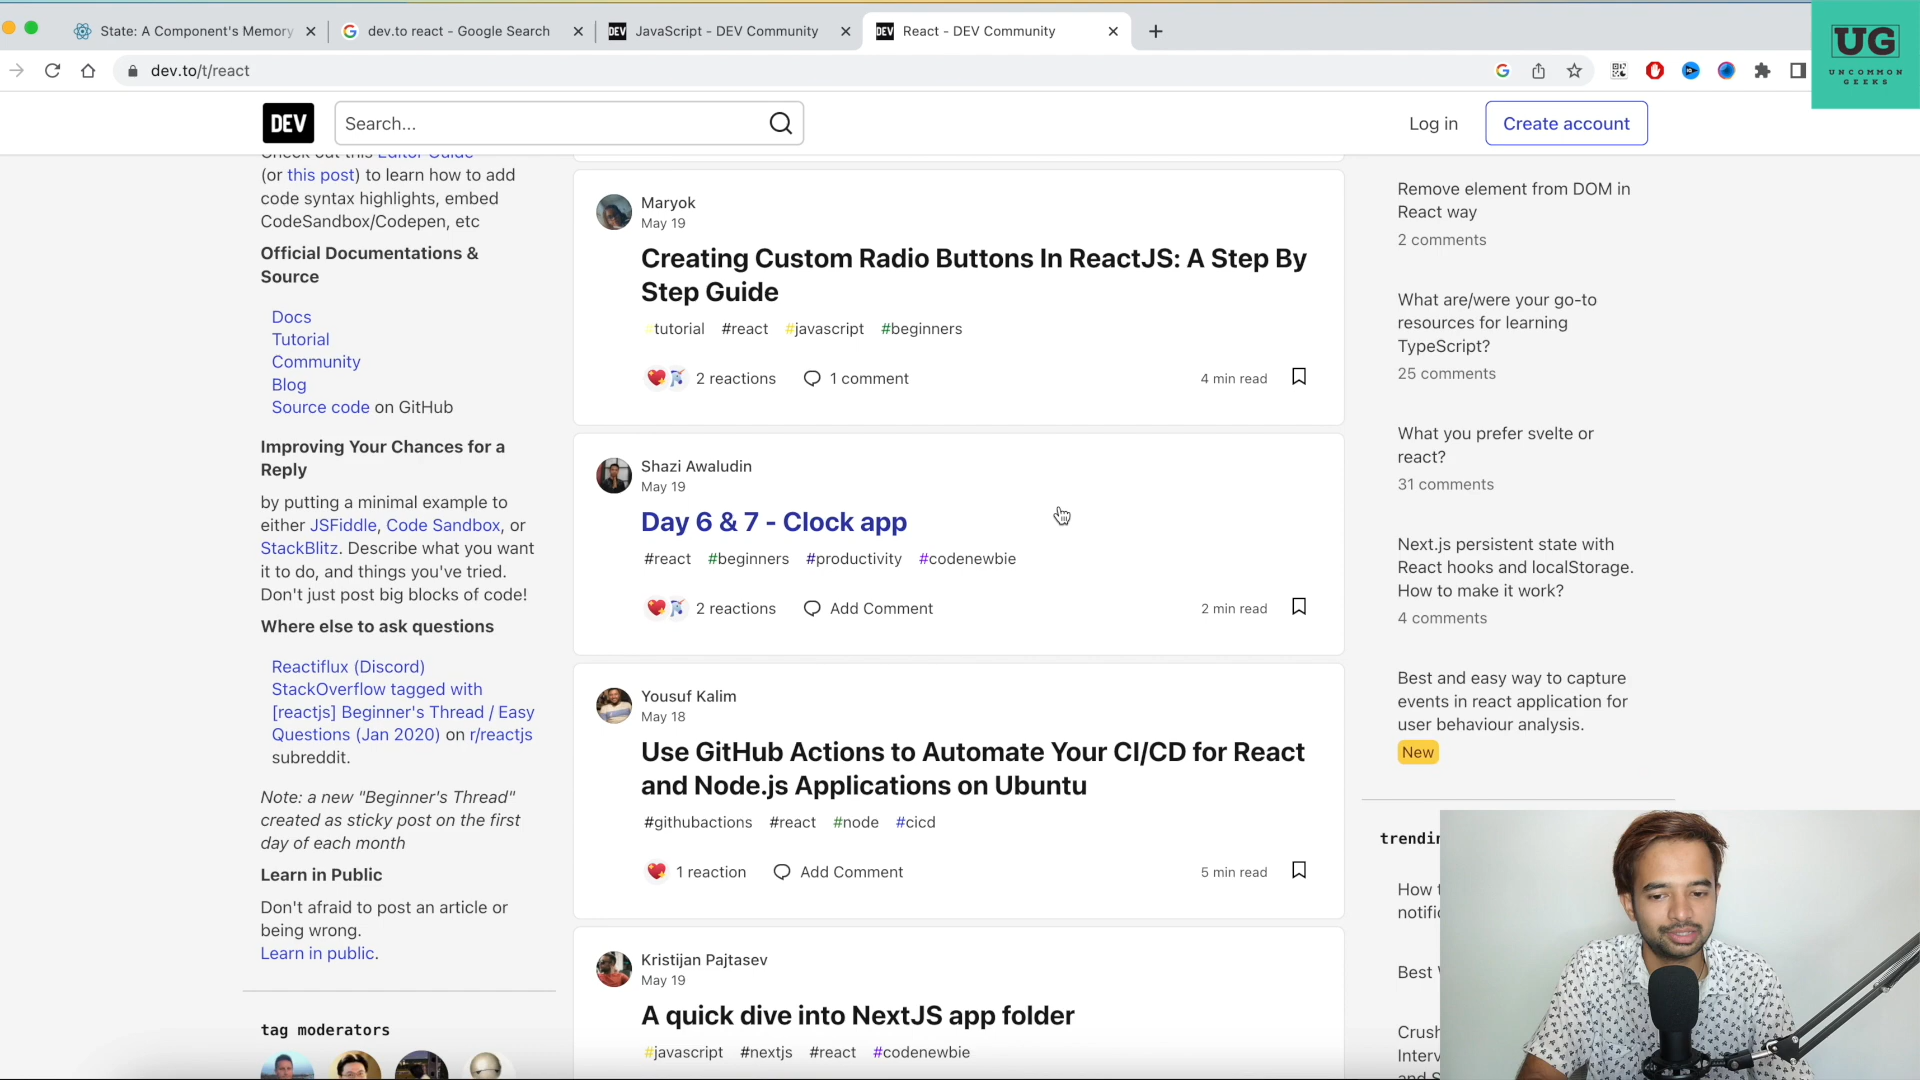 State: A Component's Memory
dev.to react - Google Search
JavaScript - DEV Community
React - DEV Community
UG
UNCOMMON
GEEKS
dev.to/t/react
DEV
Search...
Log in
Create account
Check out this Editor Guide
(or this post) to learn how to add
code syntax highlights, embed
CodeSandbox/Codepen, etc
Official Documentations &
Source
Docs
Tutorial
Community
Blog
Source code on GitHub
Improving Your Chances for a
Reply
by putting a minimal example to
either JSFiddle, Code Sandbox, or
StackBlitz. Describe what you want
it to do, and things you've tried.
Don't just post big blocks of code!
Where else to ask questions
Reactiflux (Discord)
StackOverflow tagged with
[reactjs] Beginner's Thread / Easy
Questions (Jan 2020) on r/reactjs
subreddit.
Note: a new "Beginner's Thread"
created as sticky post on the first
day of each month
Learn in Public
Don't afraid to post an article or
being wrong.
Learn in public.
tag moderators
Maryok
May 19
Creating Custom Radio Buttons In ReactJS: A Step By
Step Guide
#tutorial #react #javascript #beginners
2 reactions 1 comment 4 min read
Shazi Awaludin
May 19
Day 6 & 7 - Clock app
#react #beginners #productivity #codenewbie
2 reactions Add Comment 2 min read
Yousuf Kalim
May 18
Use GitHub Actions to Automate Your CI/CD for React
and Node.js Applications on Ubuntu
#githubactions #react #node #cicd
1 reaction Add Comment 5 min read
Kristijan Pajtasev
May 19
A quick dive into NextJS app folder
#javascript #nextjs #react #codenewbie
Remove element from DOM in
React way
2 comments
What are/were your go-to
resources for learning
TypeScript?
25 comments
What you prefer svelte or
react?
31 comments
Next.js persistent state with
React hooks and localStorage.
How to make it work?
4 comments
Best and easy way to capture
events in react application for
user behaviour analysis.
New
trendin
How
notific
Best
Crush
Interv
and S